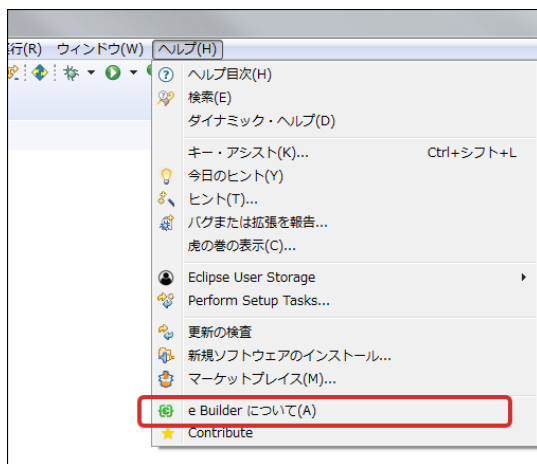 行(R) ウィンドウ(W) ヘルプ(H)
ヘルプ目次(H)
検索(E)
ダイナミック・ヘルプ(D)
キー・アシスト(K)... Ctrl+シフト+L
今日のヒント(Y)
ヒント(T)...
バグまたは拡張を報告...
虎の巻の表示(C)...
Eclipse User Storage
Perform Setup Tasks...
更新の検査
新規ソフトウェアのインストール...
マーケットプレイス(M)...
e Builder について(A)
Contribute